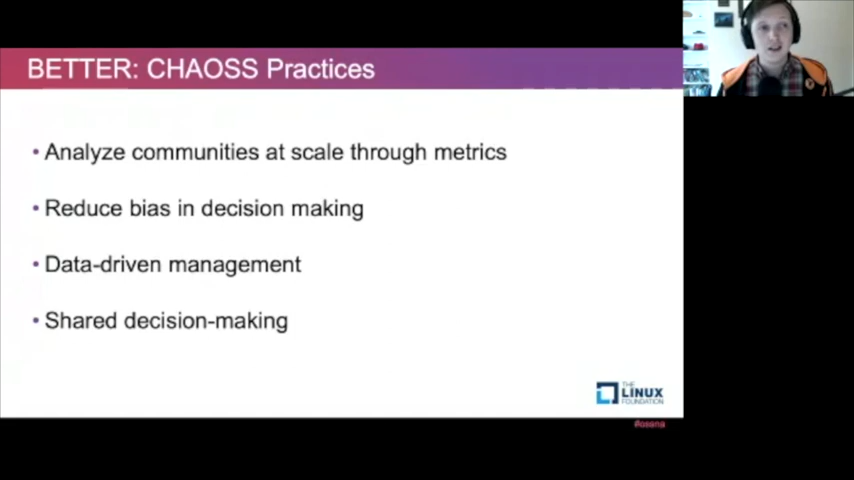 BETTER: CHAOSS Practices
• Analyze communities at scale through metrics
• Reduce bias in decision making
• Data-driven management
• Shared decision-making
THE
LINUX
FOUNDATION
#ossna